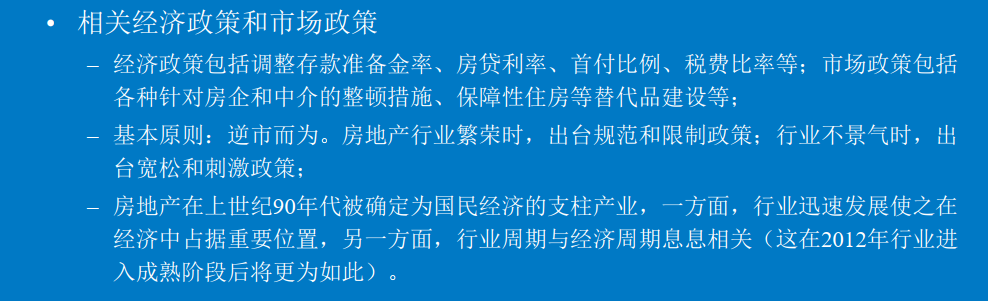 • 相关经济政策和市场政策
– 经济政策包括调整存款准备金率、房贷利率、首付比例、税费比率等；市场政策包括
各种针对房企和中介的整顿措施、保障性住房等替代品建设等；
– 基本原则：逆市而为。房地产行业繁荣时，出台规范和限制政策；行业不景气时，出
台宽松和刺激政策；
– 房地产在上世纪90年代被确定为国民经济的支柱产业，一方面，行业迅速发展使之在
经济中占据重要位置，另一方面，行业周期与经济周期息息相关（这在2012年行业进
入成熟阶段后将更为如此）。